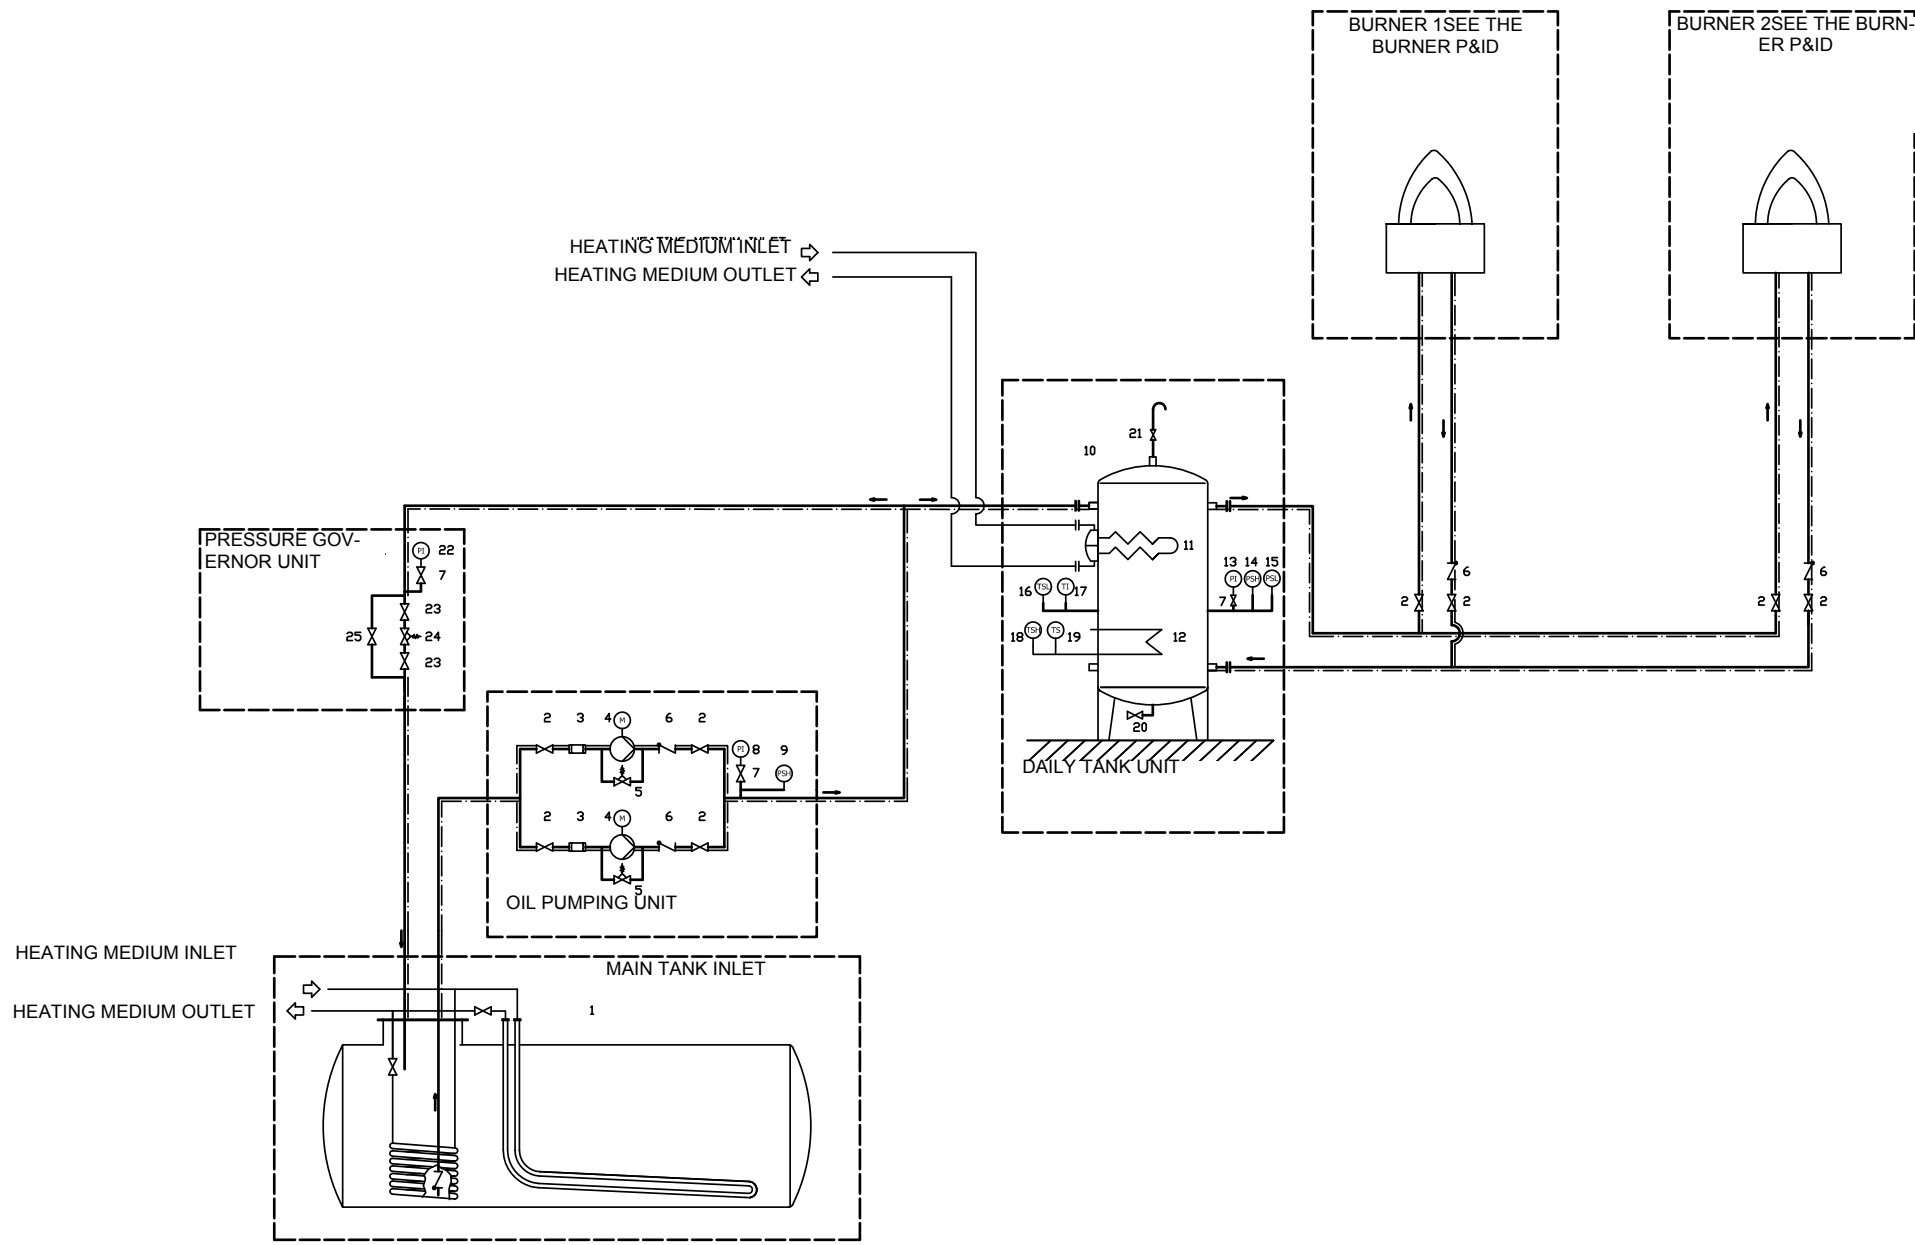 BURNER 1SEE THE
BURNER P&ID
BURNER 2SEE THE BURN-
ER P&ID
HEATING MEDIUM INLET
HEATING MEDIUM OUTLET
21
10
PRESSURE GOV-
ERNOR UNIT
PI 22
7
23
25 24
23
11
13 14 15
PI PSH PSL
7
16 TSL TI 17
18 TSH TS 19
12
20
DAILY TANK UNIT
6
2 2
6
2 2
2 3 4 M 6 2
5
PI 8 9
7 PSH
2 3 4 M 6 2
5
OIL PUMPING UNIT
HEATING MEDIUM INLET
MAIN TANK INLET
HEATING MEDIUM OUTLET
1